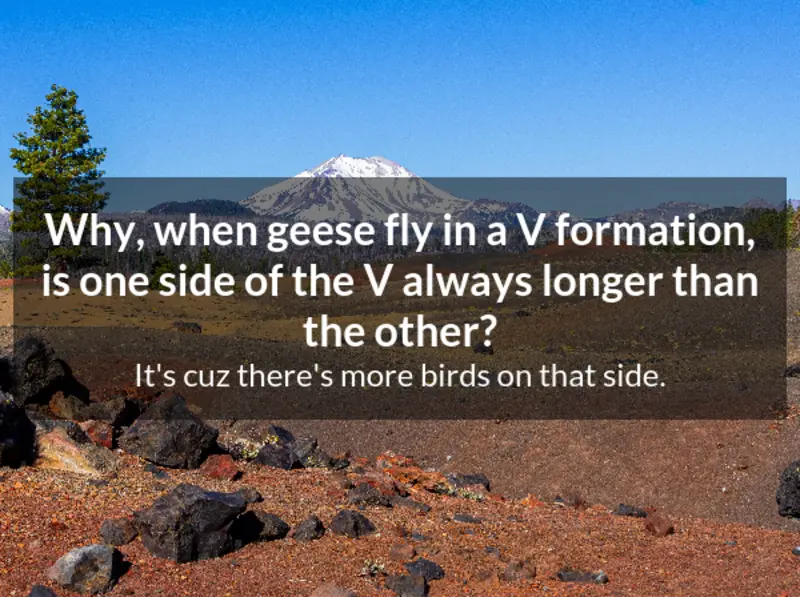 Why, when geese fly in a V formation,
is one side of the V always longer than
the other?
It's cuz there's more birds on that side.